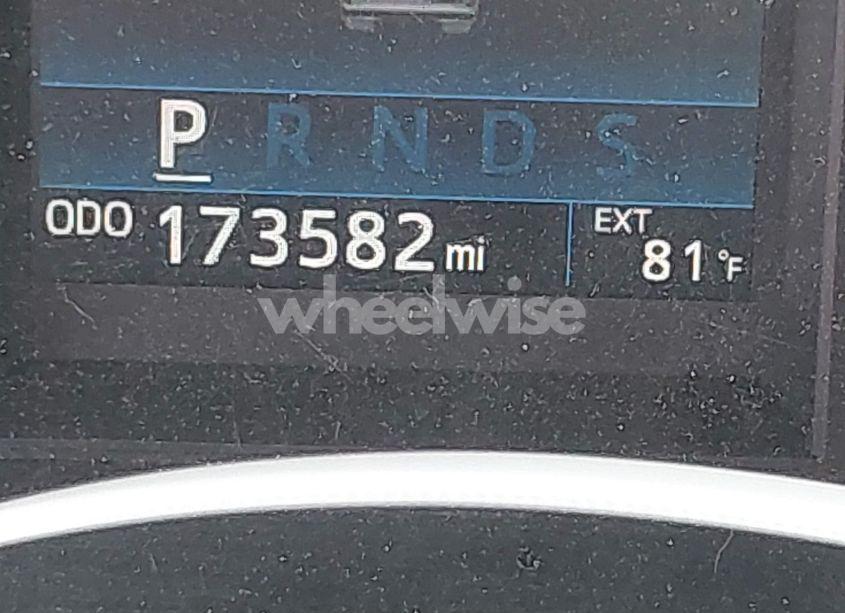 P R N D S
ODO 173582 mi EXT
81 °F
wheelwise